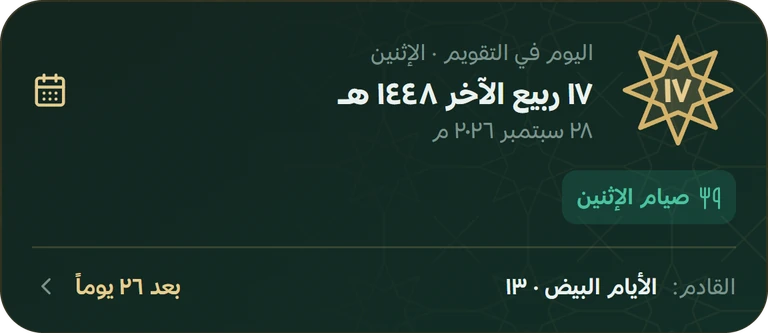 اليوم في التقويم · الإثنين
١٧
١٧ ربيع الآخر ١٤٤٨ هـ
٢٨ سبتمبر ٢٠٢٦ م
صيام الإثنين
القادم: الأيام البيض · ١٣
بعد ٢٦ يوماً